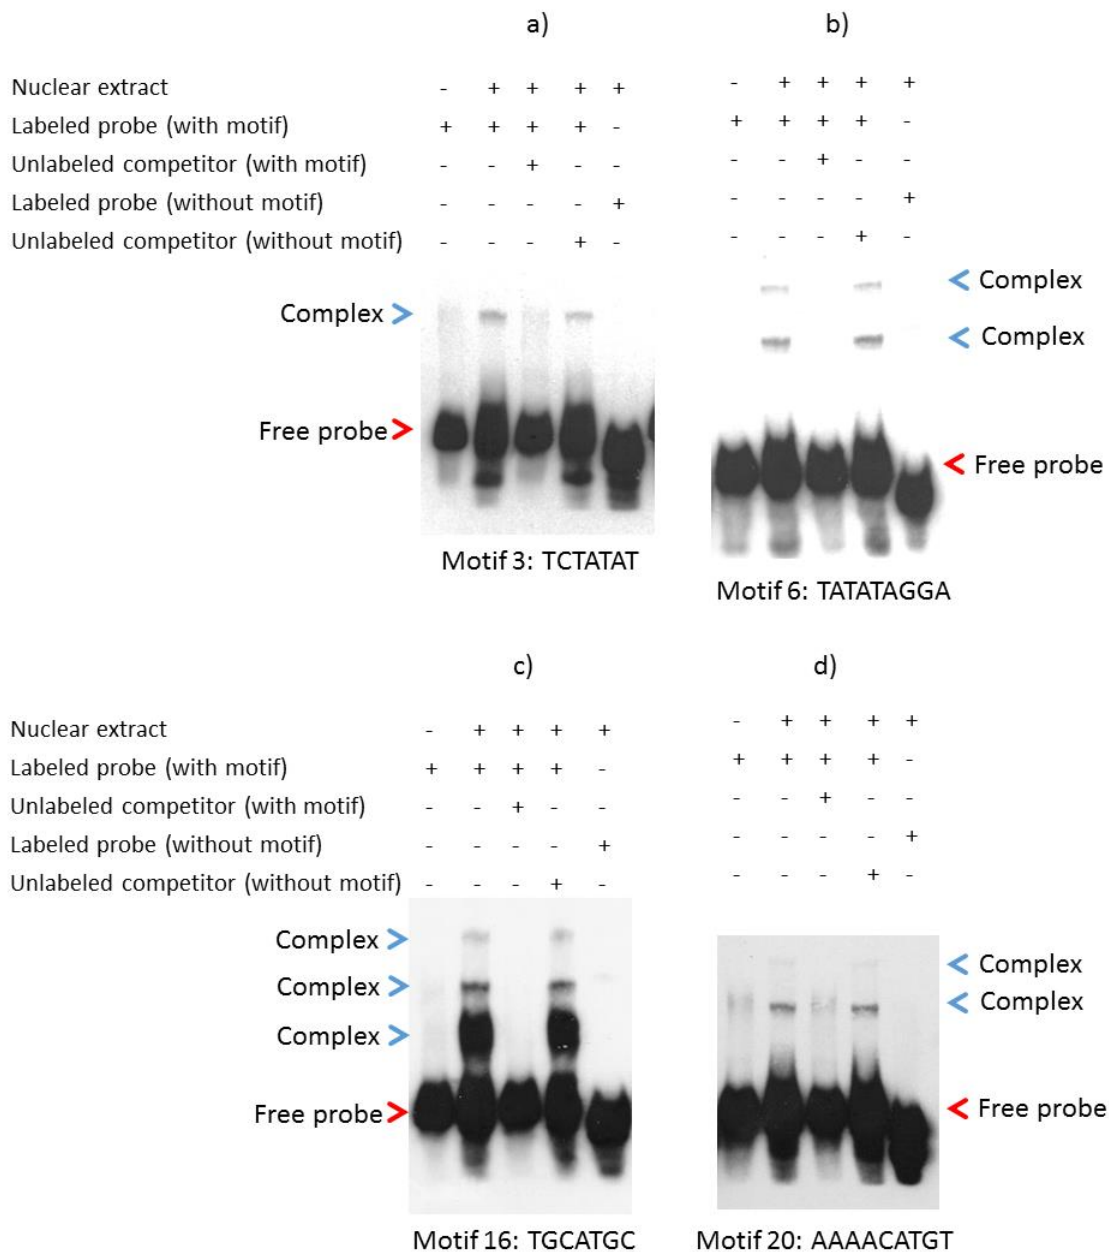 a)
b)
Nuclear extract - + + + + - + + + +
Labeled probe (with motif) + + + + - + + + + -
Unlabeled competitor (with motif) - - + - - - - + - -
Labeled probe (without motif) - - - - + - - - - +
Unlabeled competitor (without motif) - - - + - - - - + -
Complex
Free probe
Complex
Complex
Free probe
Motif 3: TCTATAT
Motif 6: TATATAGGA
c)
d)
Nuclear extract - + + + + - + + + +
Labeled probe (with motif) + + + + - + + + + -
Unlabeled competitor (with motif) - - + - - - - + - -
Labeled probe (without motif) - - - - + - - - - +
Unlabeled competitor (without motif) - - - + - - - - + -
Complex
Complex
Complex
Free probe
Complex
Complex
Free probe
Motif 16: TGCATGC
Motif 20: AAAACATGT